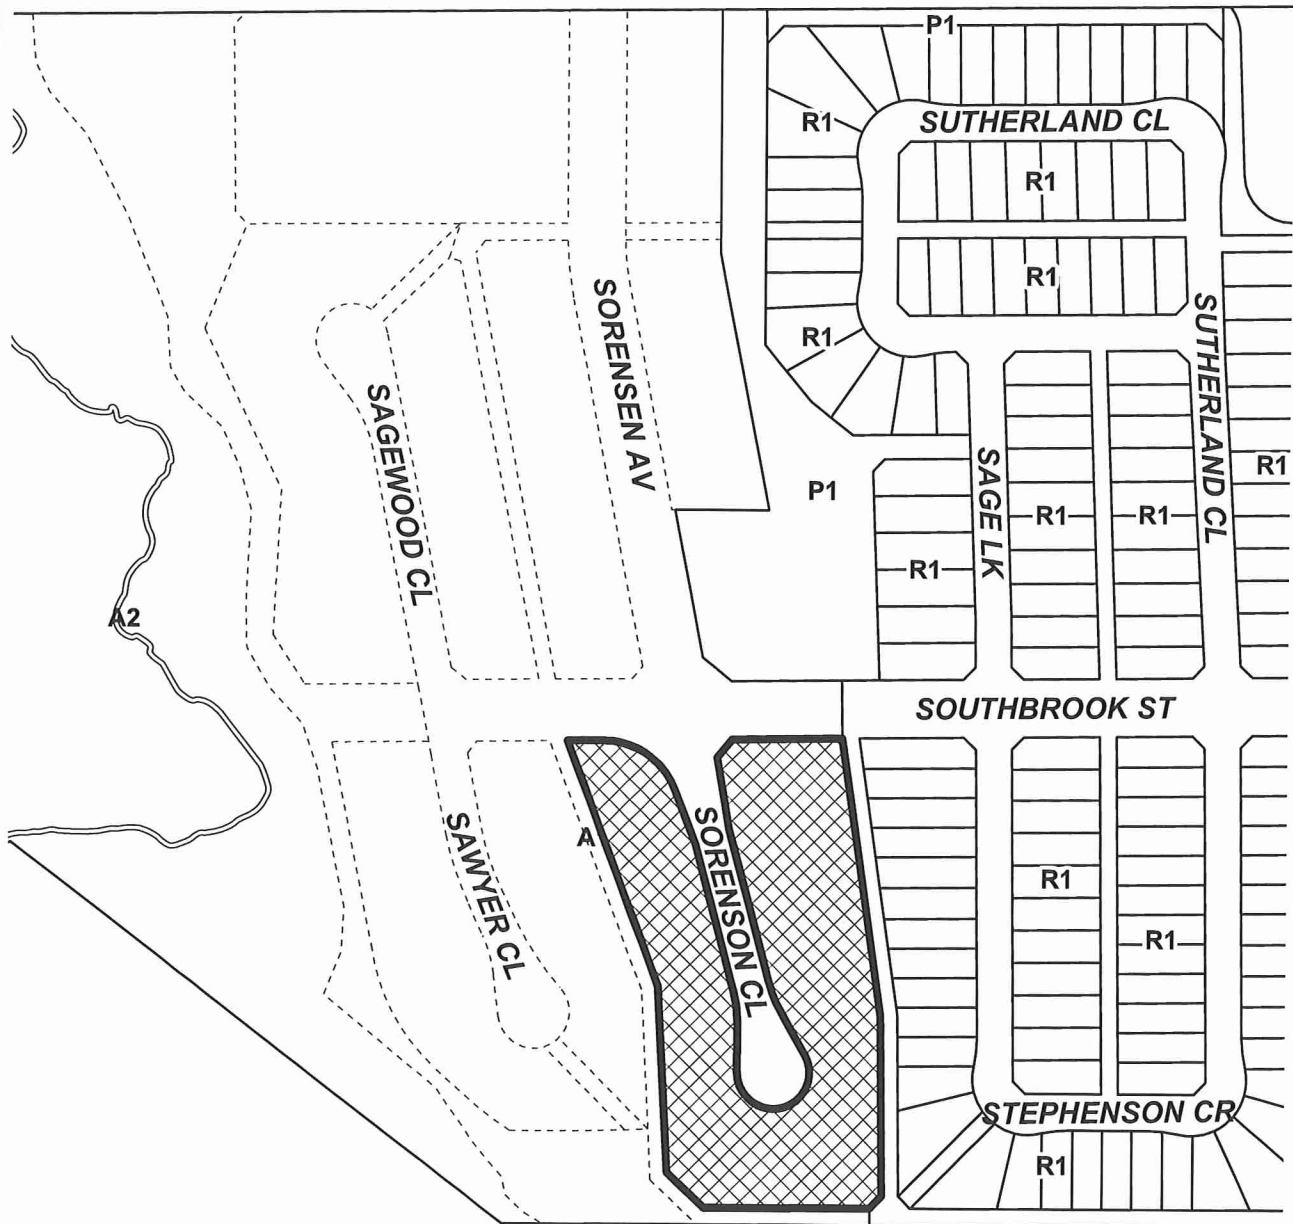 P1
R1
SUTHERLAND CL
R1
R1
SORENSEN AV
R1
SUTHERLAND CL
SAGEWOOD CL
SAGE LK
R1
P1
R1
R1
R1
A2
SOUTHBROOK ST
SORENSON CL
A
SAWYER CL
R1
R1
STEPHENSON CR
R1